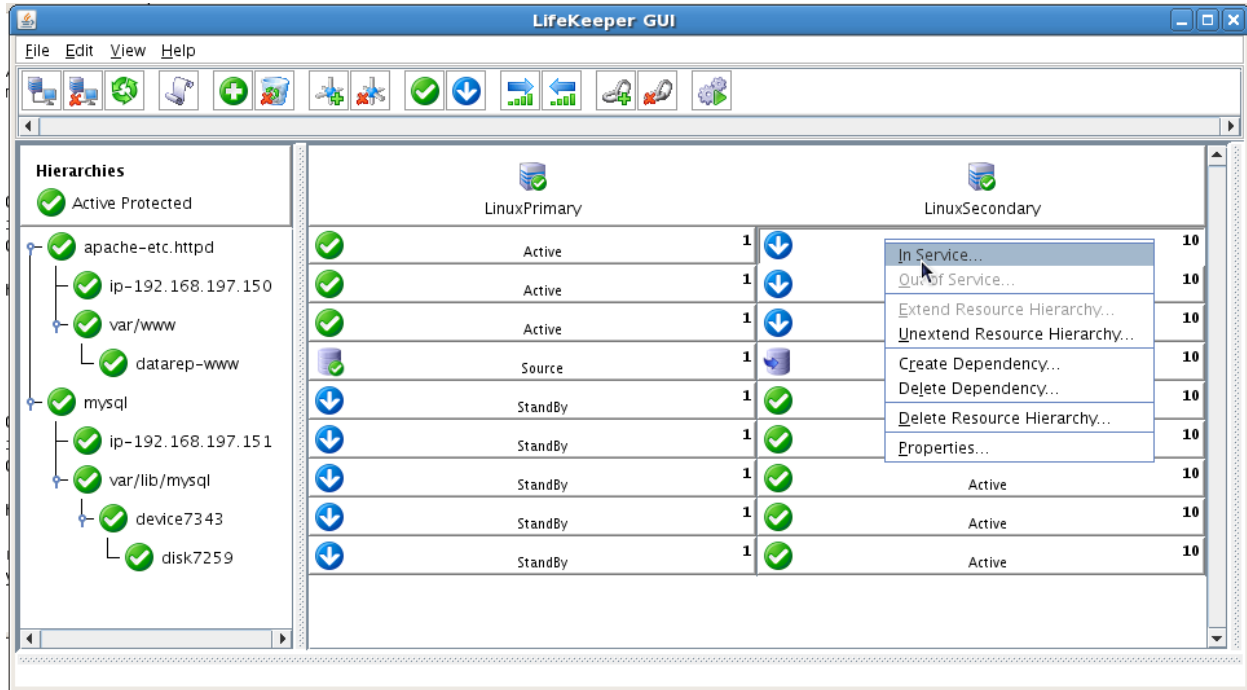 LifeKeeper GUI
File Edit View Help
Hierarchies
Active Protected
LinuxPrimary
LinuxSecondary
apache-etc.httpd
Active 1
10
ip-192.168.197.150
Active 1
10
var/www
Active 1
10
datarep-www
Source 1
10
mysql
StandBy 1
10
ip-192.168.197.151
StandBy 1
10
var/lib/mysql
StandBy 1
Active 10
device7343
StandBy 1
Active 10
disk7259
StandBy 1
Active 10
In Service...
Out of Service...
Extend Resource Hierarchy...
Unextend Resource Hierarchy...
Create Dependency...
Delete Dependency...
Delete Resource Hierarchy...
Properties...